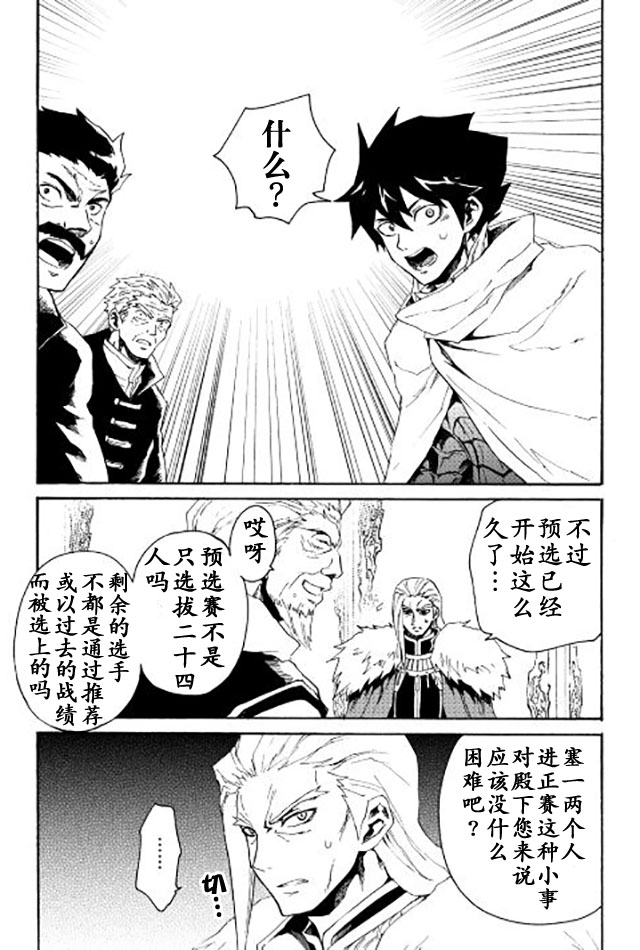 什么？
不过
预选已经
开始这么
久了…
哎呀
预选赛不是
只选拔二十四
人吗
剩余的选手
不都是通过推荐
或以过去的战绩
而被选上的吗
塞一两个人
进正赛这种小事
对殿下您来说
应该没什么
困难吧？
……
切…